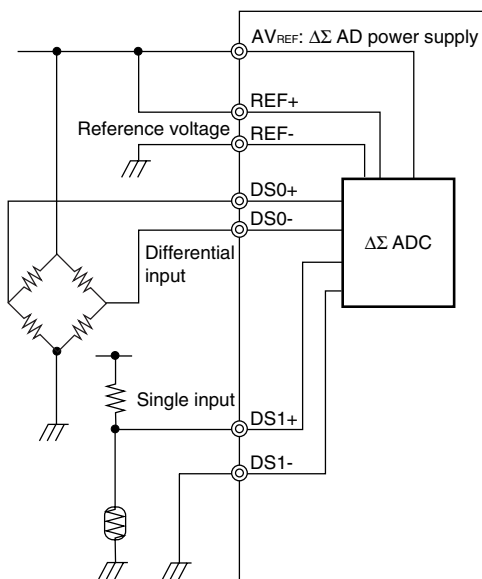 AVREF: ΔΣ AD power supply
REF+
Reference voltage
REF-
DS0+
DS0-
ΔΣ ADC
Differential
input
Single input
DS1+
DS1-